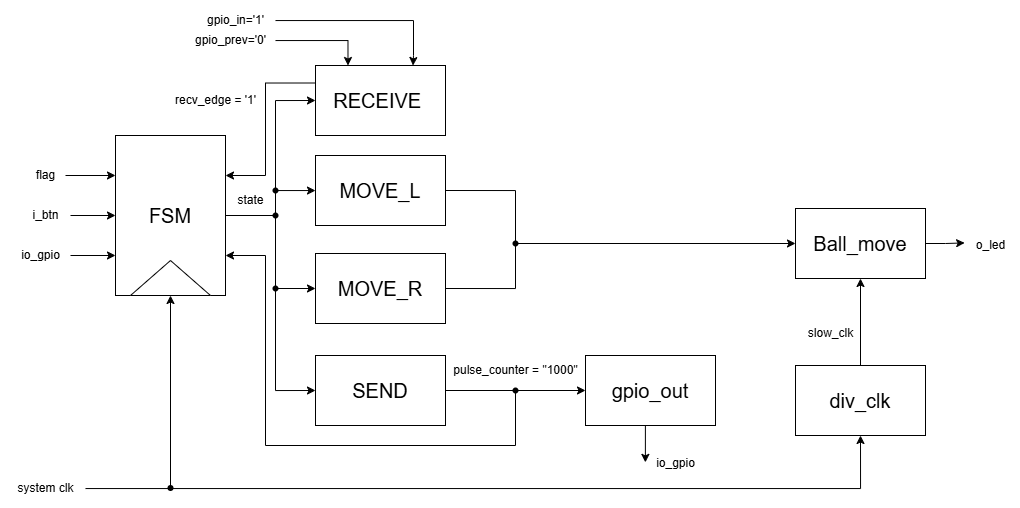 gpio_in='1'
gpio_prev='0'
recv_edge = '1'
RECEIVE
flag
i_btn
io_gpio
FSM
state
MOVE_L
MOVE_R
Ball_move
o_led
slow_clk
SEND
pulse_counter = "1000"
gpio_out
div_clk
io_gpio
system clk